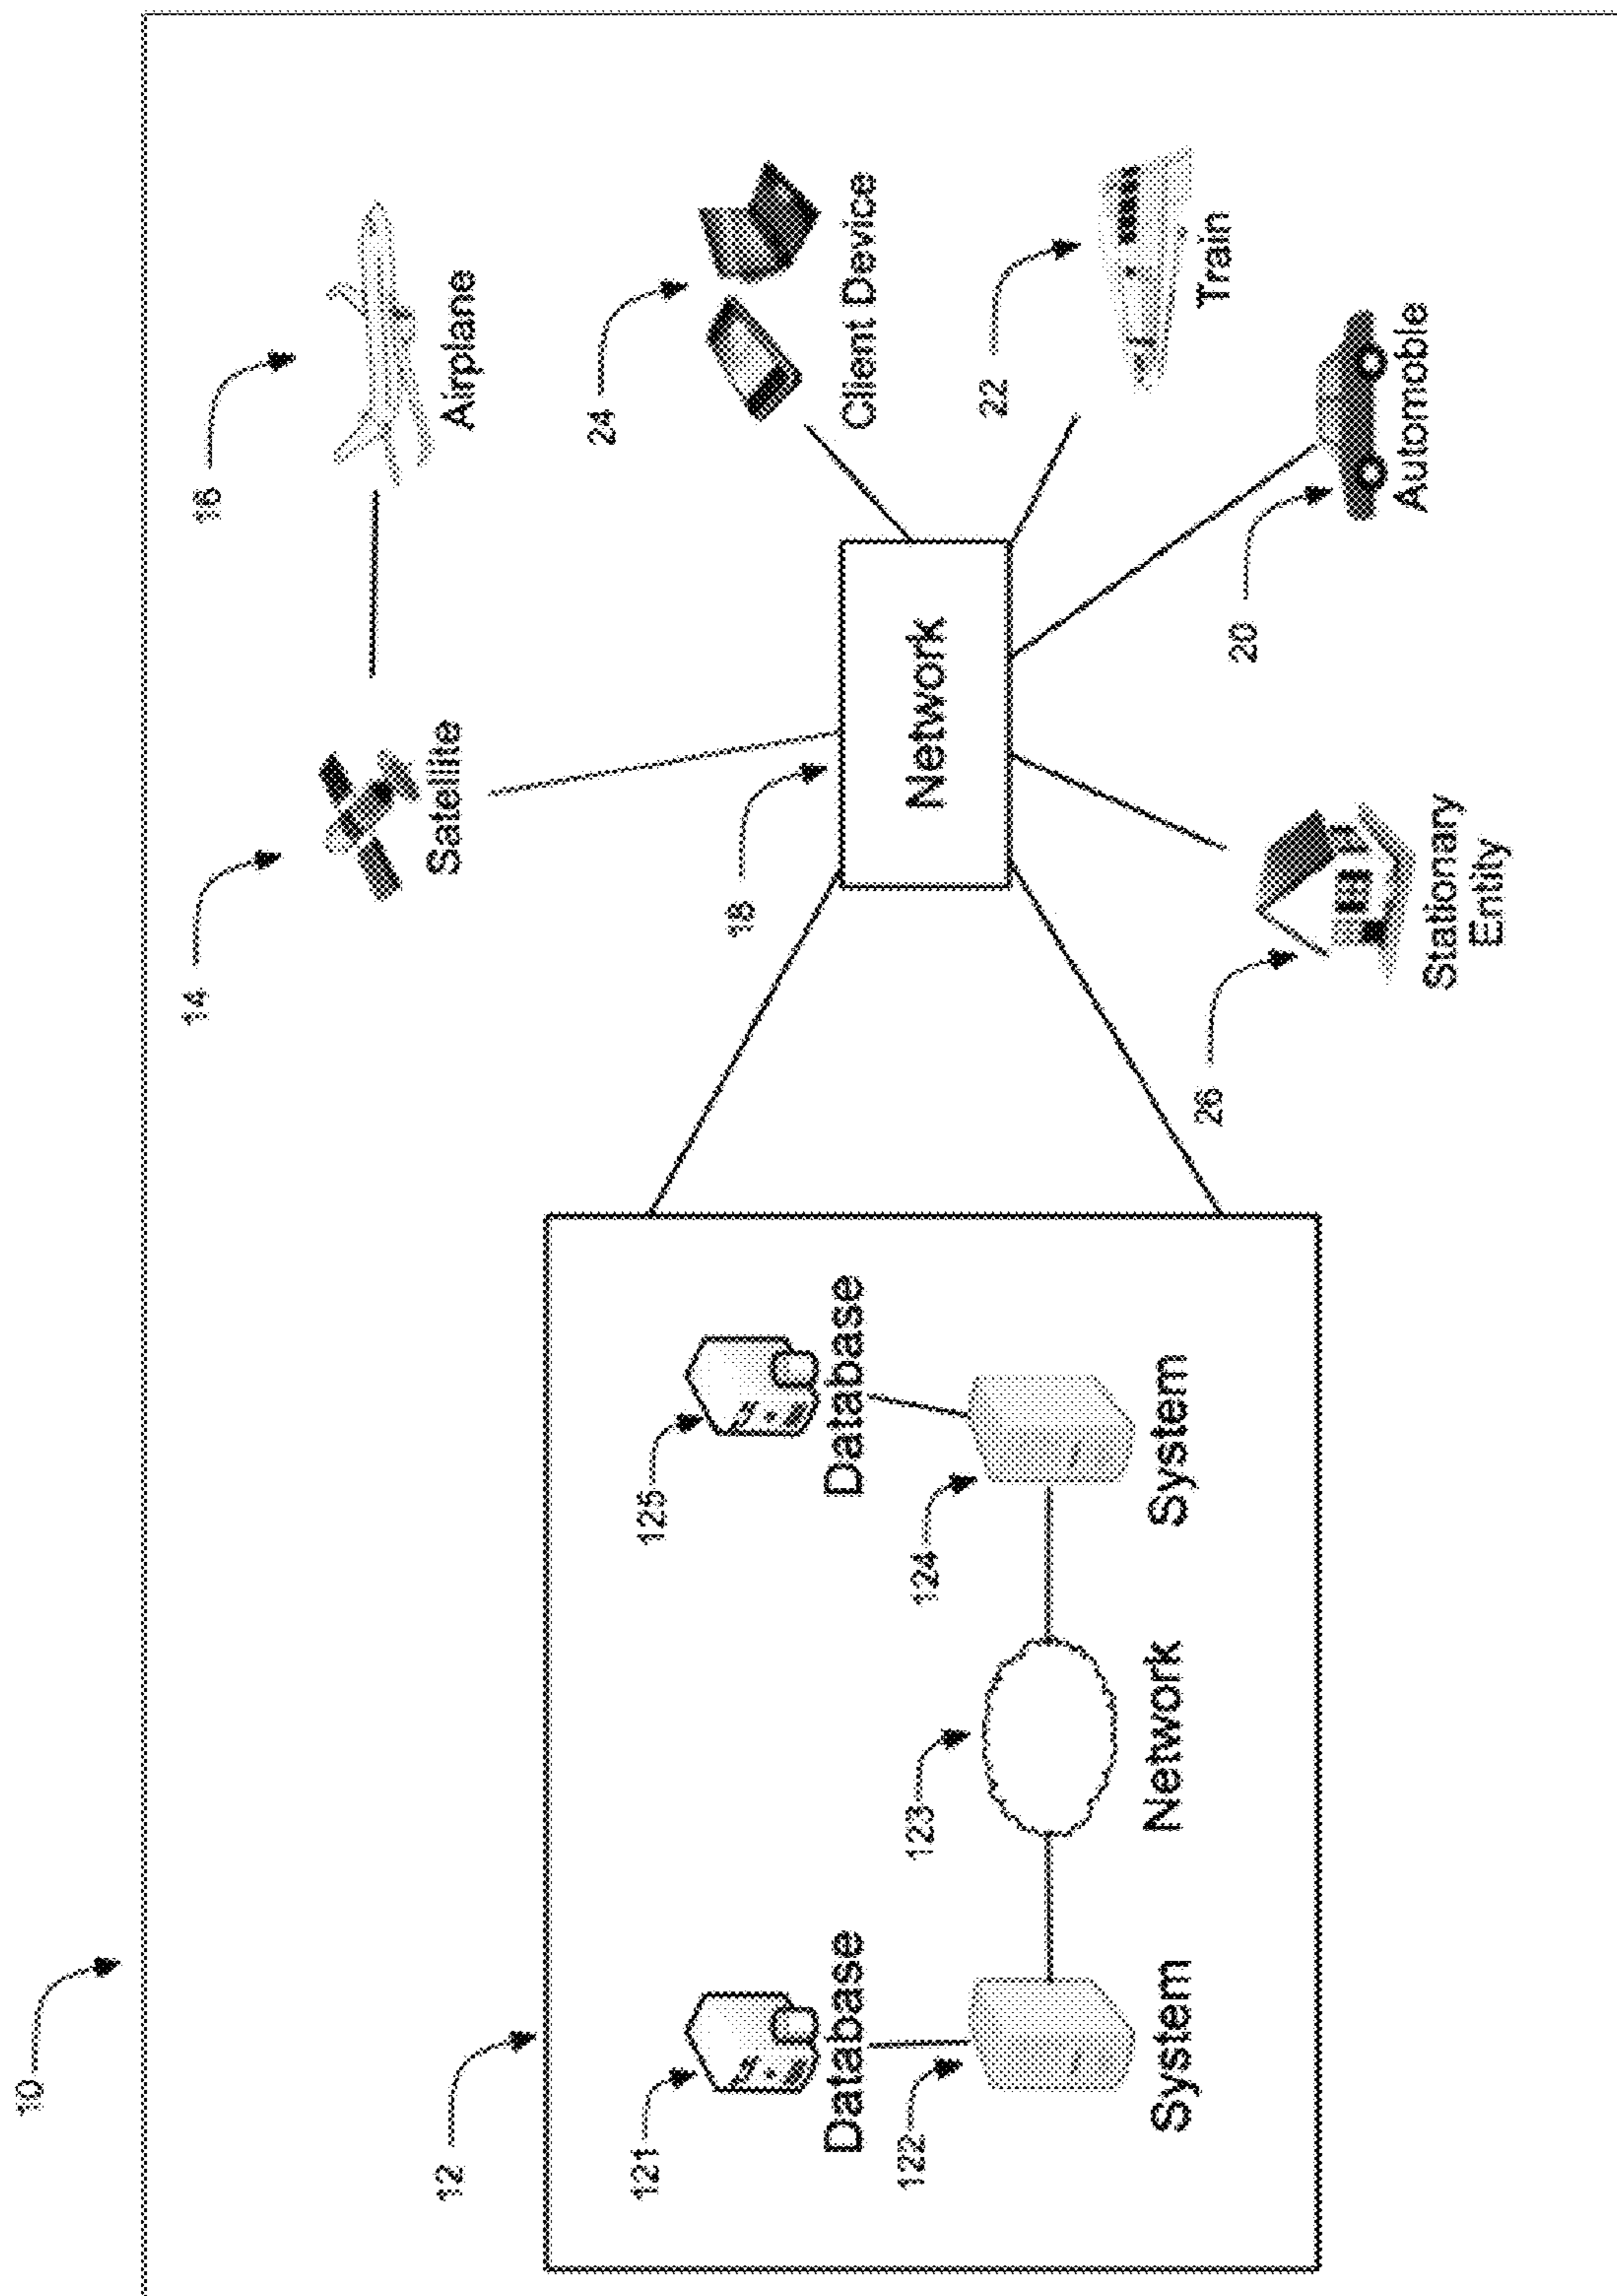 10
14
16
12
Satellite
Airplane
24
121
125
18
Database
Database
Client Device
122
123
124
Network
22
System
Network
System
26
Train
20
Automoble
Stationary
Entity